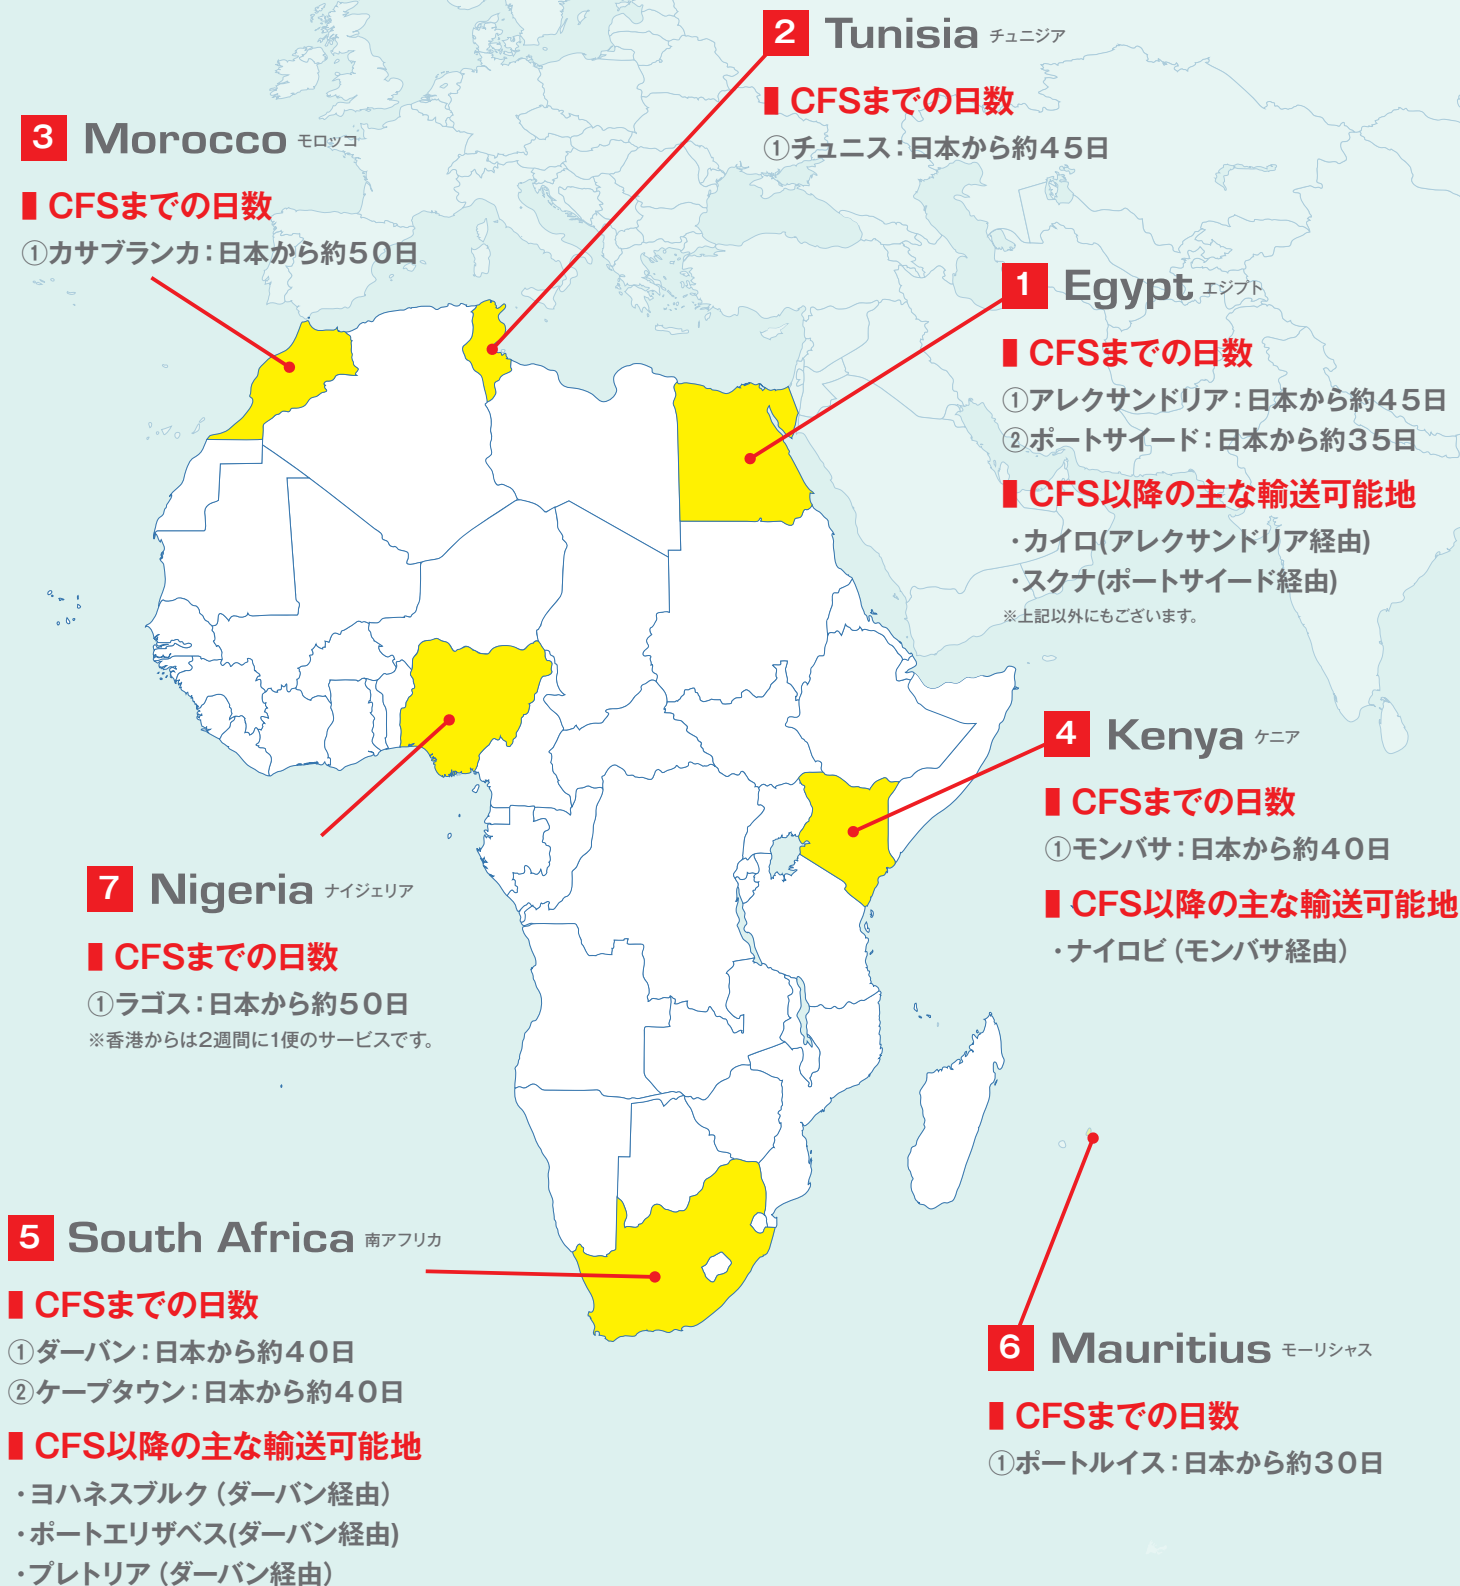 2 Tunisia チュニジア
CFSまでの日数
①チュニス：日本から約45日
3 Morocco モロッコ
CFSまでの日数
①カサブランカ：日本から約50日
1 Egypt エジプト
CFSまでの日数
①アレクサンドリア：日本から約45日
②ポートサイード：日本から約35日
CFS以降の主な輸送可能地
・カイロ(アレクサンドリア経由)
・スクナ(ポートサイード経由)
※上記以外にもございます。
4 Kenya ケニア
CFSまでの日数
①モンバサ：日本から約40日
CFS以降の主な輸送可能地
・ナイロビ（モンバサ経由）
7 Nigeria ナイジェリア
CFSまでの日数
①ラゴス：日本から約50日
※香港からは2週間に1便のサービスです。
5 South Africa 南アフリカ
CFSまでの日数
①ダーバン：日本から約40日
②ケープタウン：日本から約40日
CFS以降の主な輸送可能地
・ヨハネスブルク（ダーバン経由）
・ポートエリザベス(ダーバン経由)
・プレトリア（ダーバン経由）
6 Mauritius モーリシャス
CFSまでの日数
①ポートルイス：日本から約30日